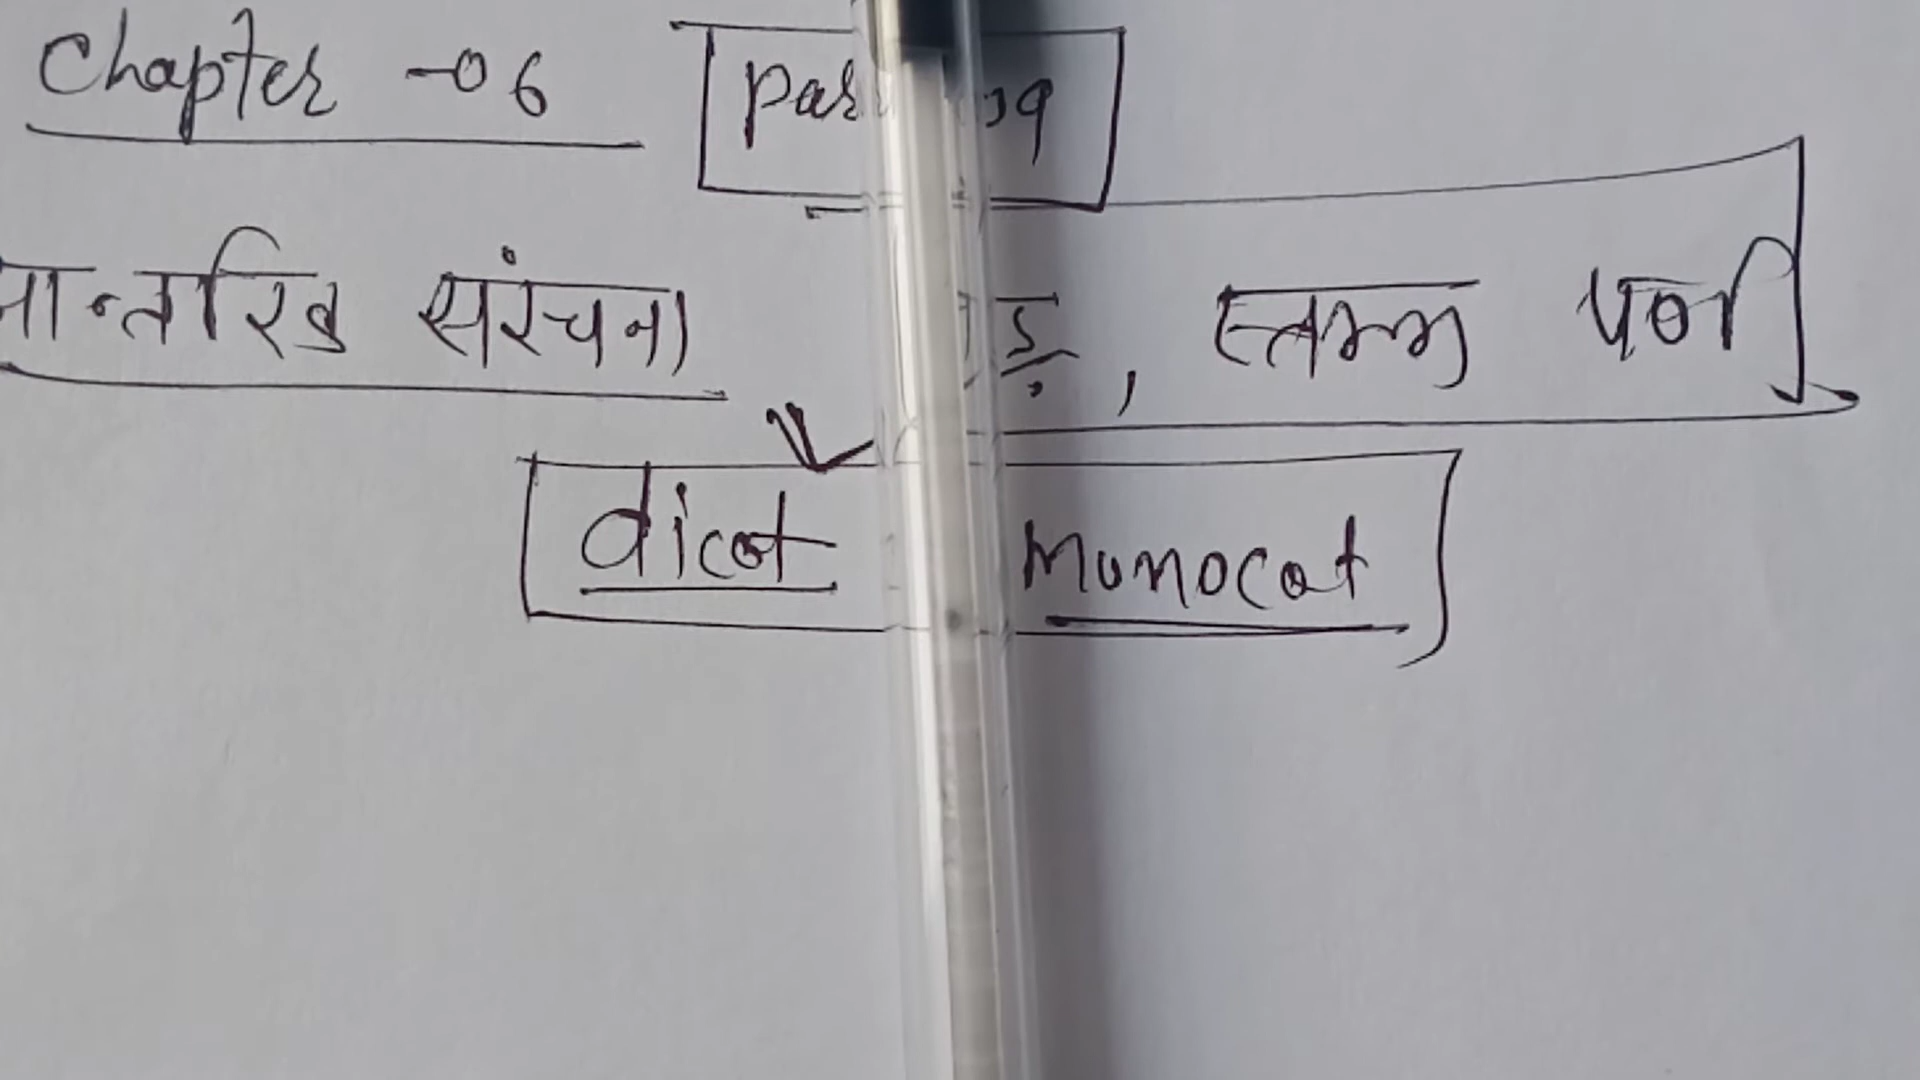 Chapter -06
आन्तरिक संरचना , स्तम्भ पर्ण
dicot Monocot